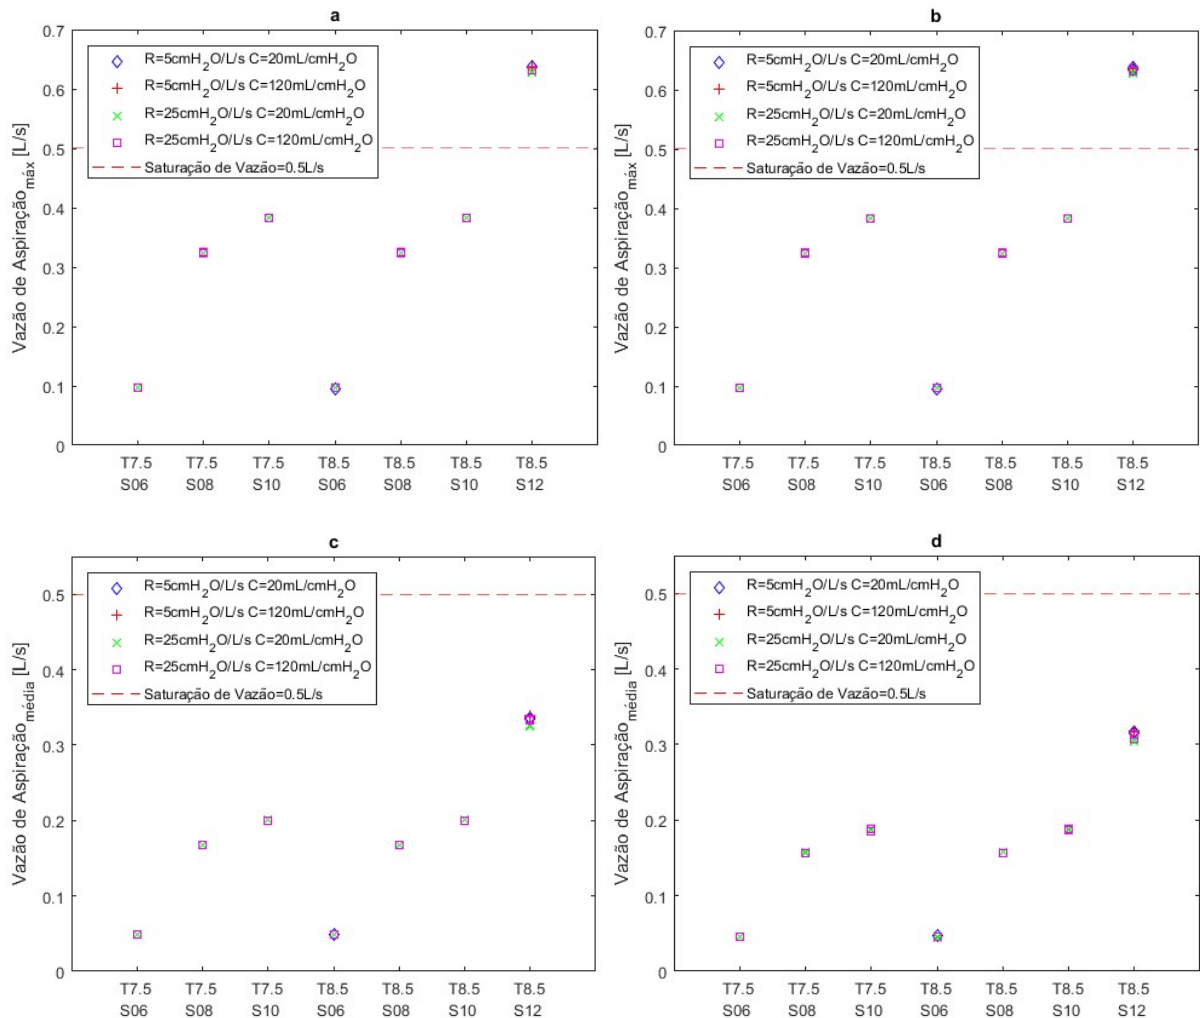 a
Vazão de Aspiração_máx [L/s]
0.7
0.6
0.5
0.4
0.3
0.2
0.1
0
R=5cmH₂O/L/s C=20mL/cmH₂O
R=5cmH₂O/L/s C=120mL/cmH₂O
R=25cmH₂O/L/s C=20mL/cmH₂O
R=25cmH₂O/L/s C=120mL/cmH₂O
Saturação de Vazão=0.5L/s
T7.5 T7.5 T7.5 T8.5 T8.5 T8.5 T8.5
S06 S08 S10 S06 S08 S10 S12
b
Vazão de Aspiração_máx [L/s]
0.7
0.6
0.5
0.4
0.3
0.2
0.1
0
R=5cmH₂O/L/s C=20mL/cmH₂O
R=5cmH₂O/L/s C=120mL/cmH₂O
R=25cmH₂O/L/s C=20mL/cmH₂O
R=25cmH₂O/L/s C=120mL/cmH₂O
Saturação de Vazão=0.5L/s
T7.5 T7.5 T7.5 T8.5 T8.5 T8.5 T8.5
S06 S08 S10 S06 S08 S10 S12
c
Vazão de Aspiração_média [L/s]
0.5
0.4
0.3
0.2
0.1
0
R=5cmH₂O/L/s C=20mL/cmH₂O
R=5cmH₂O/L/s C=120mL/cmH₂O
R=25cmH₂O/L/s C=20mL/cmH₂O
R=25cmH₂O/L/s C=120mL/cmH₂O
Saturação de Vazão=0.5L/s
T7.5 T7.5 T7.5 T8.5 T8.5 T8.5 T8.5
S06 S08 S10 S06 S08 S10 S12
d
Vazão de Aspiração_média [L/s]
0.5
0.4
0.3
0.2
0.1
0
R=5cmH₂O/L/s C=20mL/cmH₂O
R=5cmH₂O/L/s C=120mL/cmH₂O
R=25cmH₂O/L/s C=20mL/cmH₂O
R=25cmH₂O/L/s C=120mL/cmH₂O
Saturação de Vazão=0.5L/s
T7.5 T7.5 T7.5 T8.5 T8.5 T8.5 T8.5
S06 S08 S10 S06 S08 S10 S12